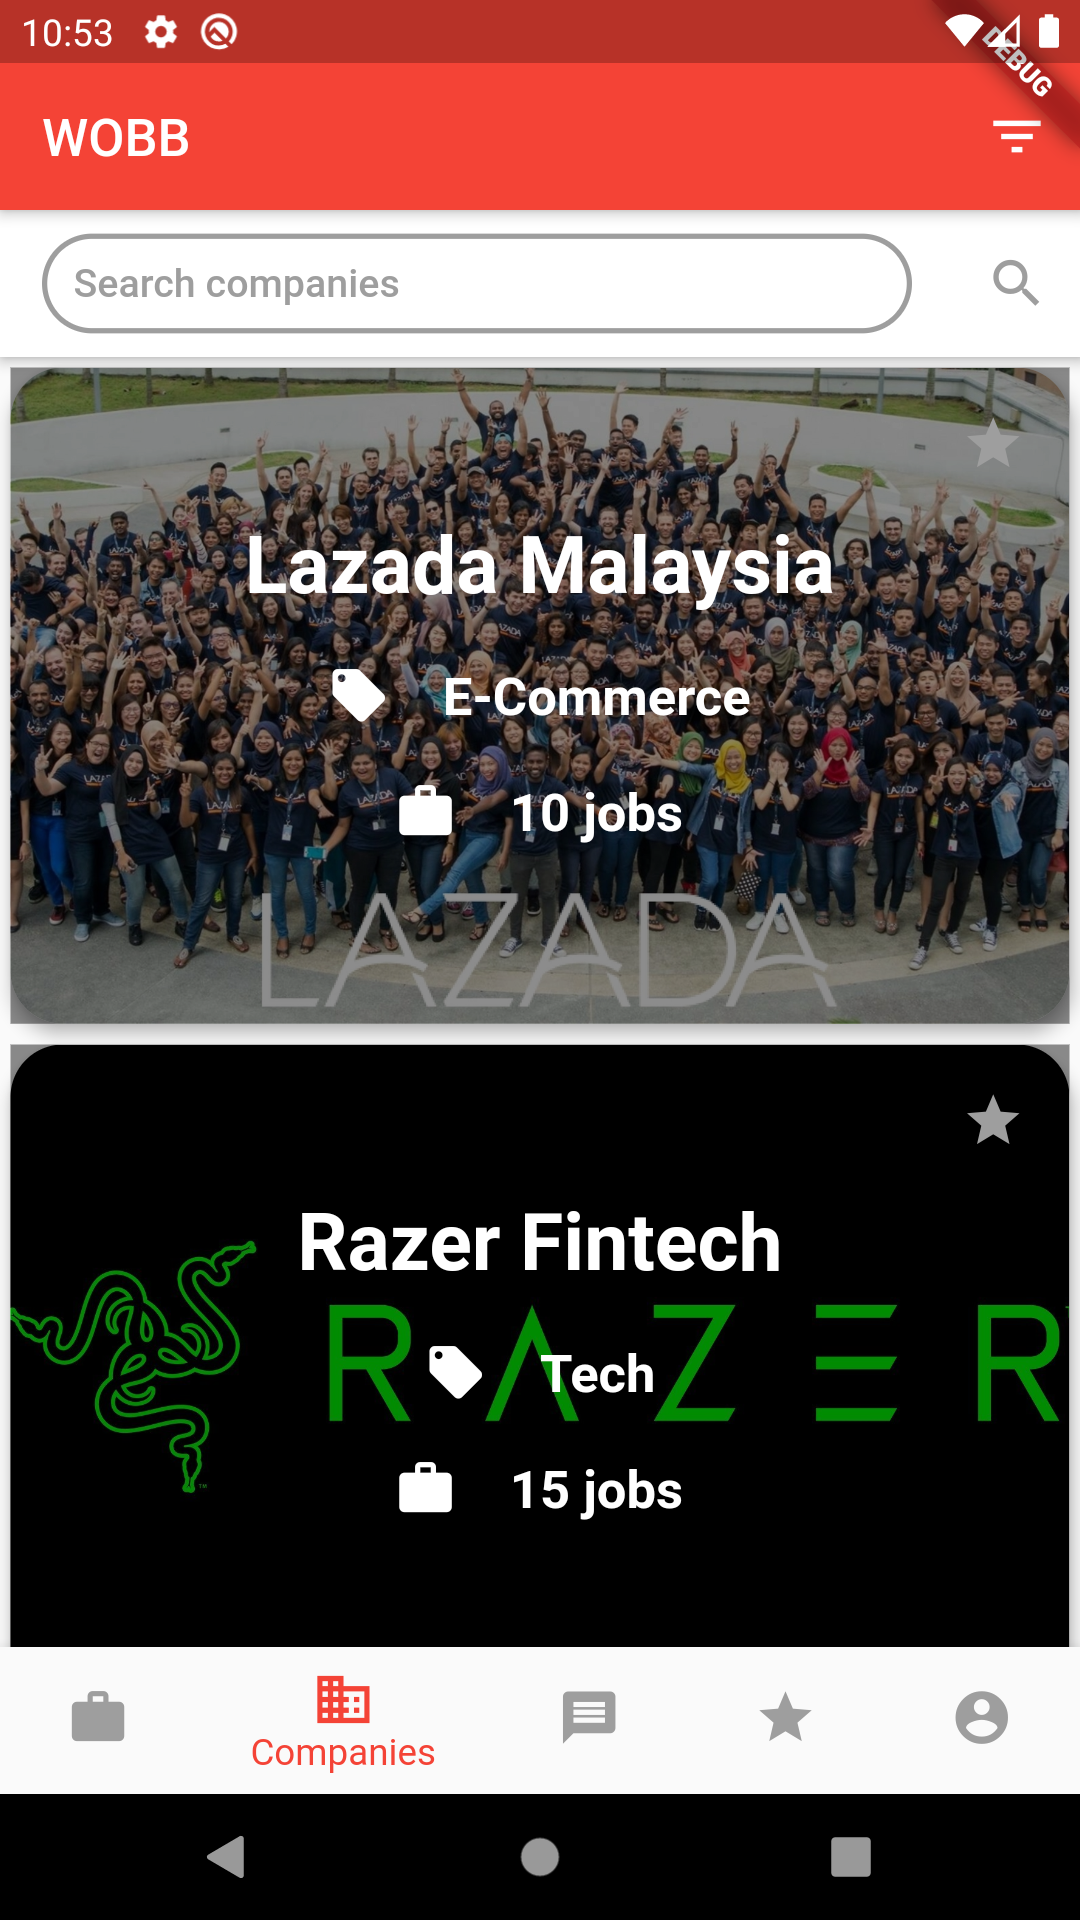 10:53
DEBUG
WOBB
Search companies
Lazada Malaysia
E-Commerce
10 jobs
LAZADA
Razer Fintech
RAZER
Tech
15 jobs
Companies